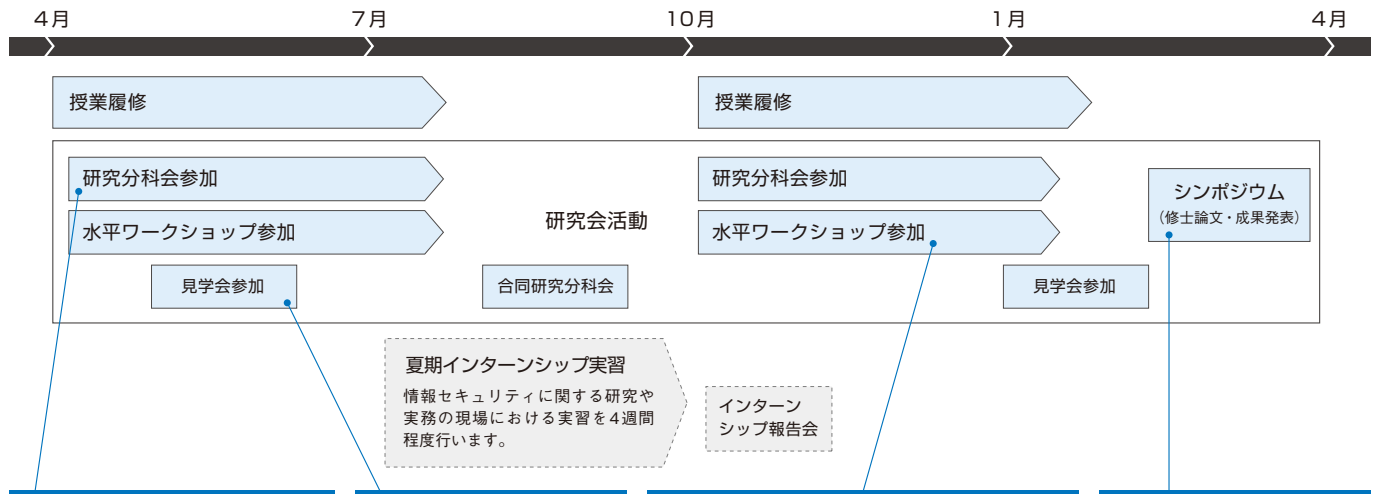 4月 7月 10月 1月 4月
授業履修 授業履修
研究分科会参加 研究分科会参加
シンポジウム
(修士論文・成果発表)
研究会活動
水平ワークショップ参加 水平ワークショップ参加
見学会参加 合同研究分科会 見学会参加
夏期インターンシップ実習
情報セキュリティに関する研究や
実務の現場における実習を4週間
程度行います。
インターン
シップ報告会